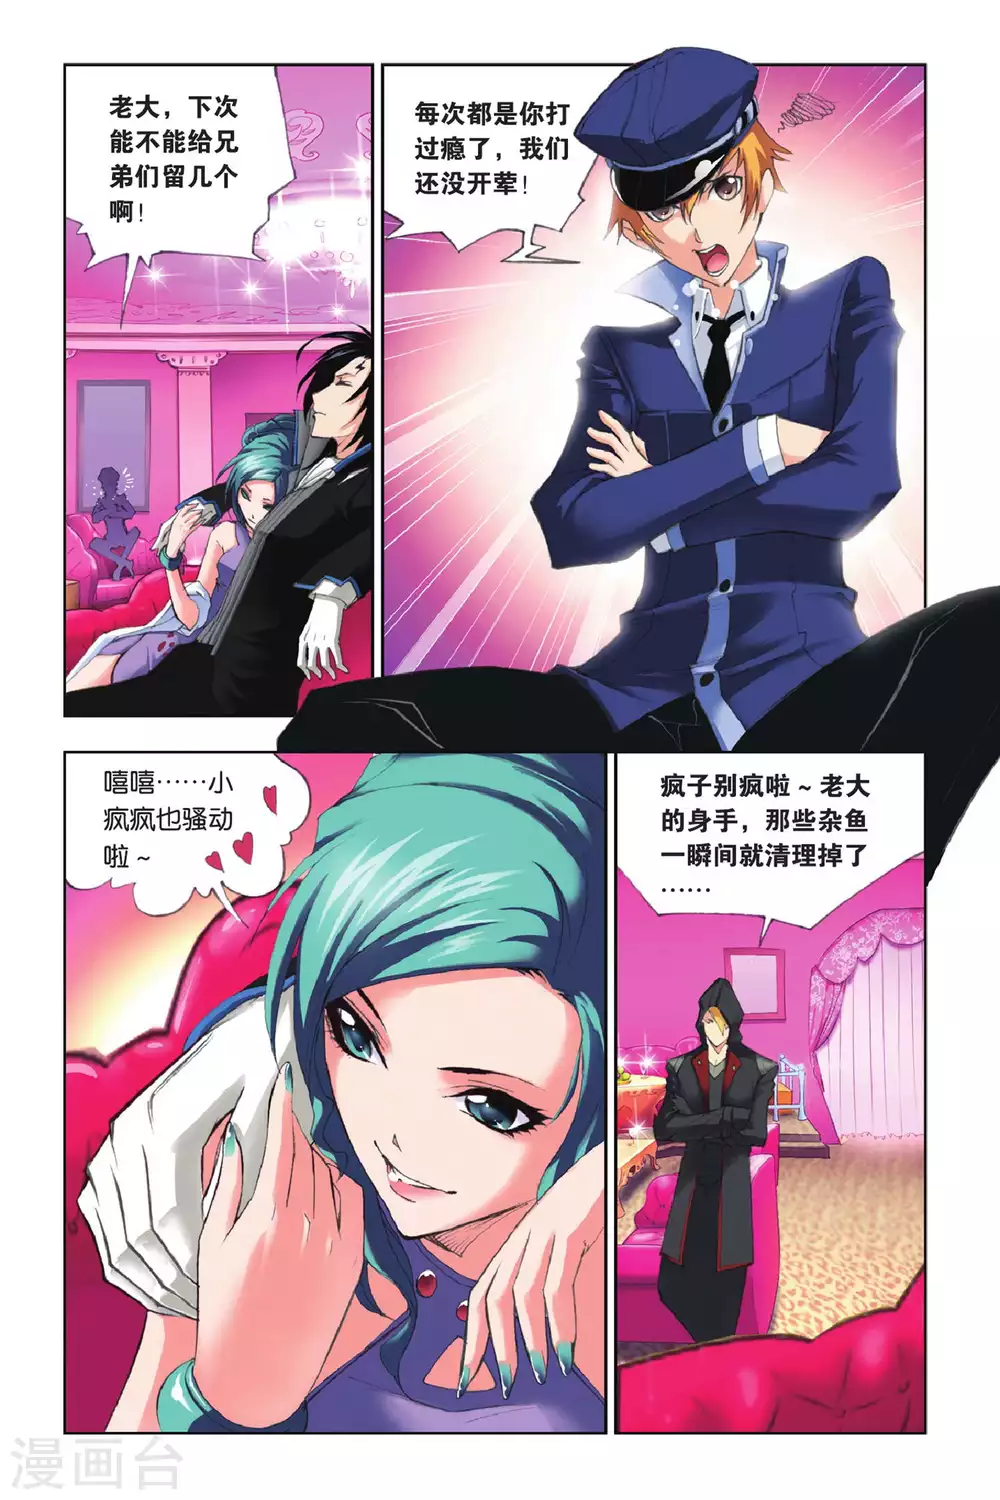 老大，下次
能不能给兄
弟们留几个
啊！
每次都是你打
过瘾了，我们
还没开荤！
嘻嘻……小
疯疯也骚动
啦～
疯子别疯啦～老大
的身手，那些杂鱼
一瞬间就清理掉了
……
漫画台